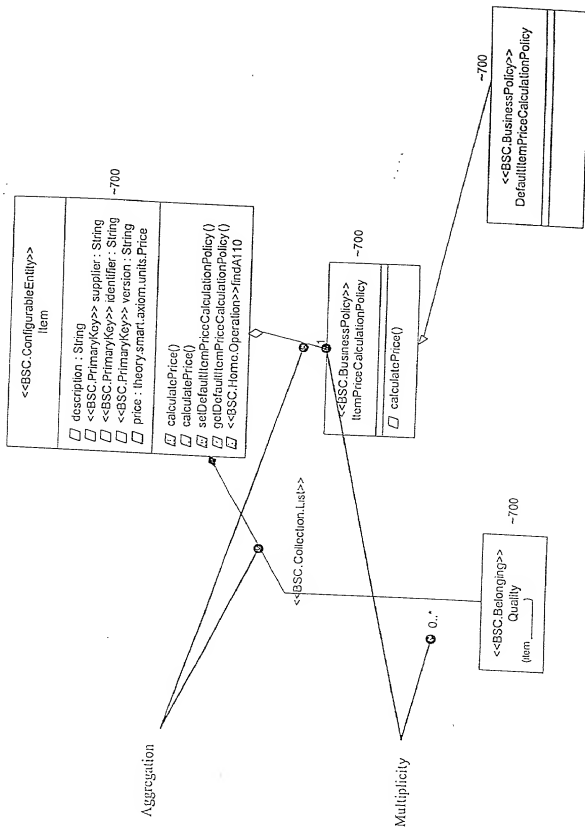 <<BSC.ConfigurableEntity>>
Item
description : String
<<BSC.PrimaryKey>> supplier : String
<<BSC.PrimaryKey>> identifier : String
<<BSC.PrimaryKey>> version : String
price : theory.smart.axiom.units.Price
calculatePrice()
calculatePrice()
setDefaultItemPriceCalculationPolicy()
getDefaultItemPriceCalculationPolicy()
<<BSC.Home.Operation>>findA110
~700
Aggregation
<<BSC.Collection.List>>
1
<<BSC.BusinessPolicy>>
ItemPriceCalculationPolicy
calculatePrice()
~700
<<BSC.BusinessPolicy>>
DefaultItemPriceCalculationPolicy
~700
Multiplicity
0..*
<<BSC.Belonging>>
Quality
(item______)
~700